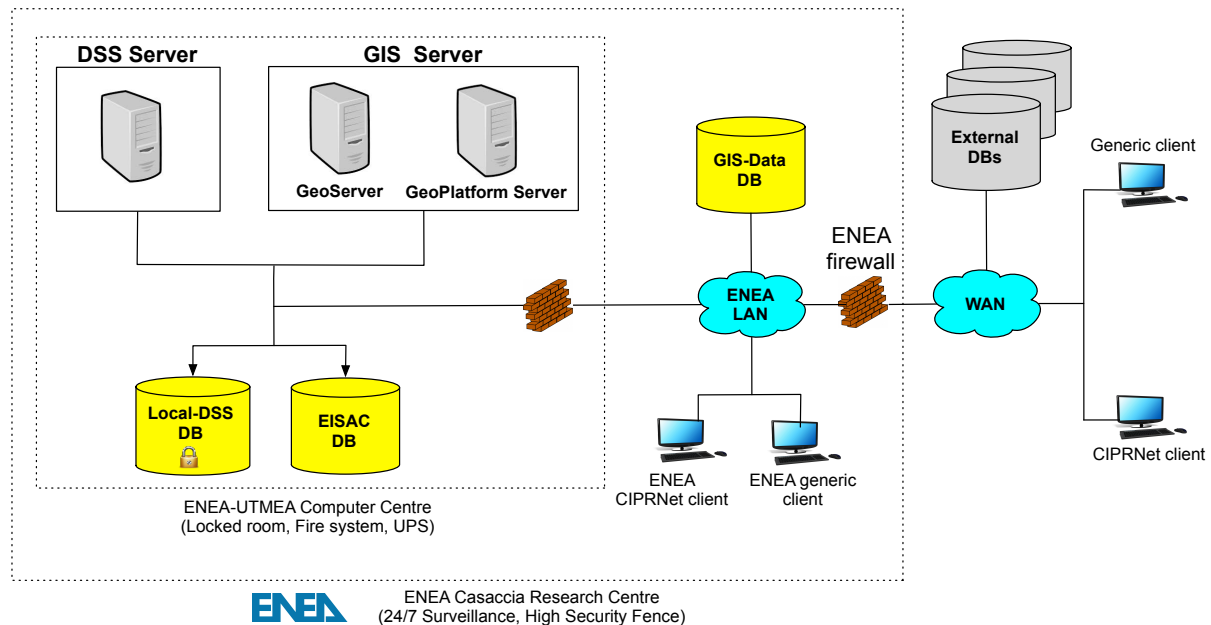 DSS Server
GIS Server
GeoServer
GeoPlatform Server
GIS-Data
DB
External
DBs
Generic client
ENEA
firewall
ENEA
LAN
WAN
Local-DSS
DB
EISAC
DB
ENEA
CIPRNet client
ENEA generic
client
CIPRNet client
ENEA-UTMEA Computer Centre
(Locked room, Fire system, UPS)
ENEA
ENEA Casaccia Research Centre
(24/7 Surveillance, High Security Fence)